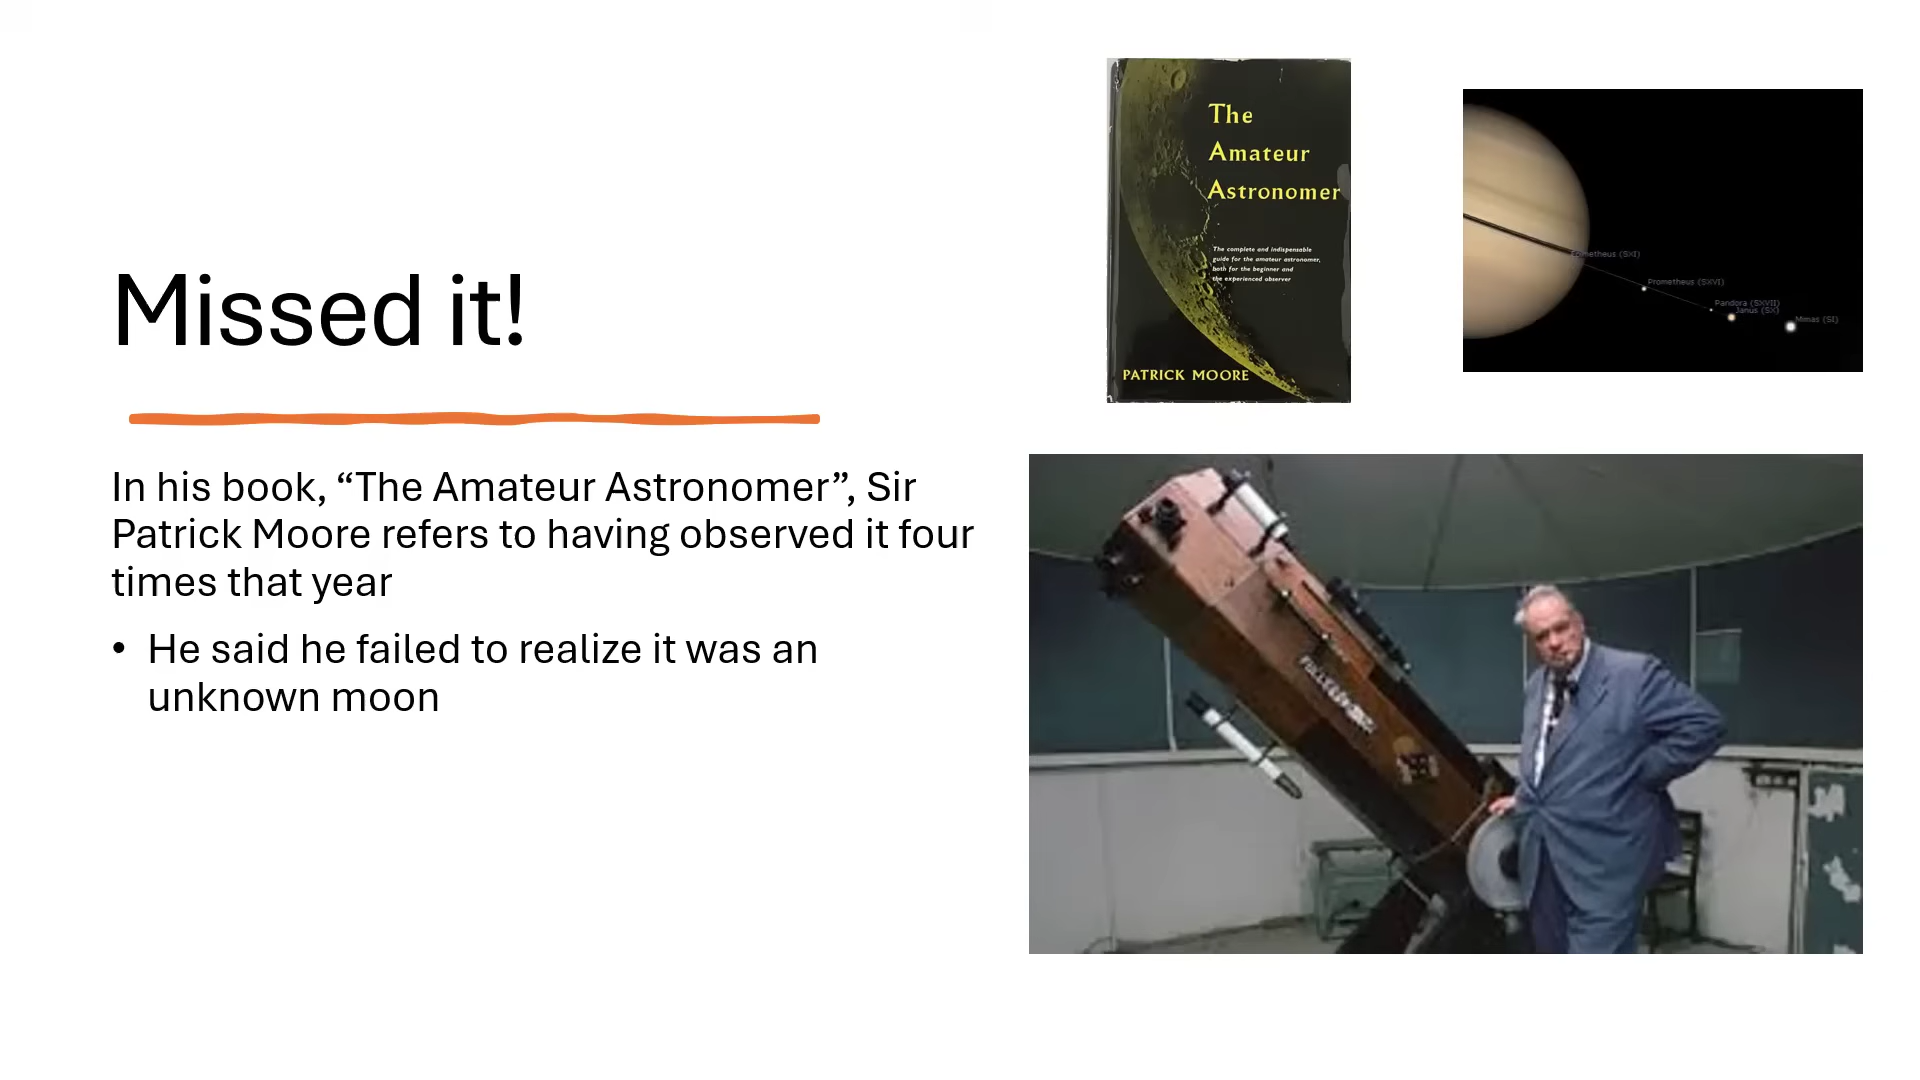 Missed it!
In his book, “The Amateur Astronomer”, Sir
Patrick Moore refers to having observed it four
times that year
• He said he failed to realize it was an
unknown moon
The
Amateur
Astronomer
The complete and indispensable
guide for the amateur astronomer,
both for the beginner and
the experienced observer
PATRICK MOORE
Prometheus (SXVI)
Pandora (SXVII)
Janus (SX)
Mimas (SI)